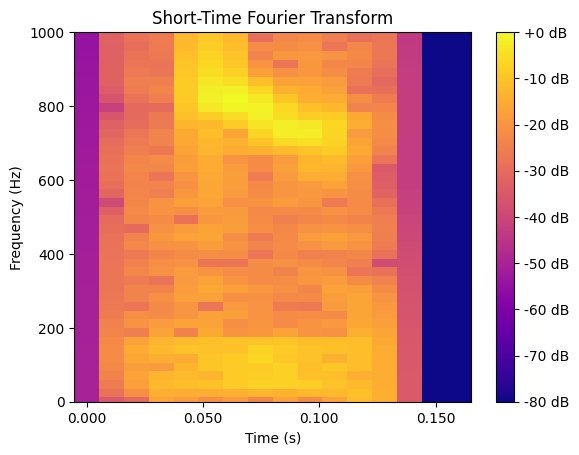 Short-Time Fourier Transform
1000
800
600
400
200
0
Frequency (Hz)
0.000
0.050
0.100
0.150
Time (s)
+0 dB
-10 dB
-20 dB
-30 dB
-40 dB
-50 dB
-60 dB
-70 dB
-80 dB